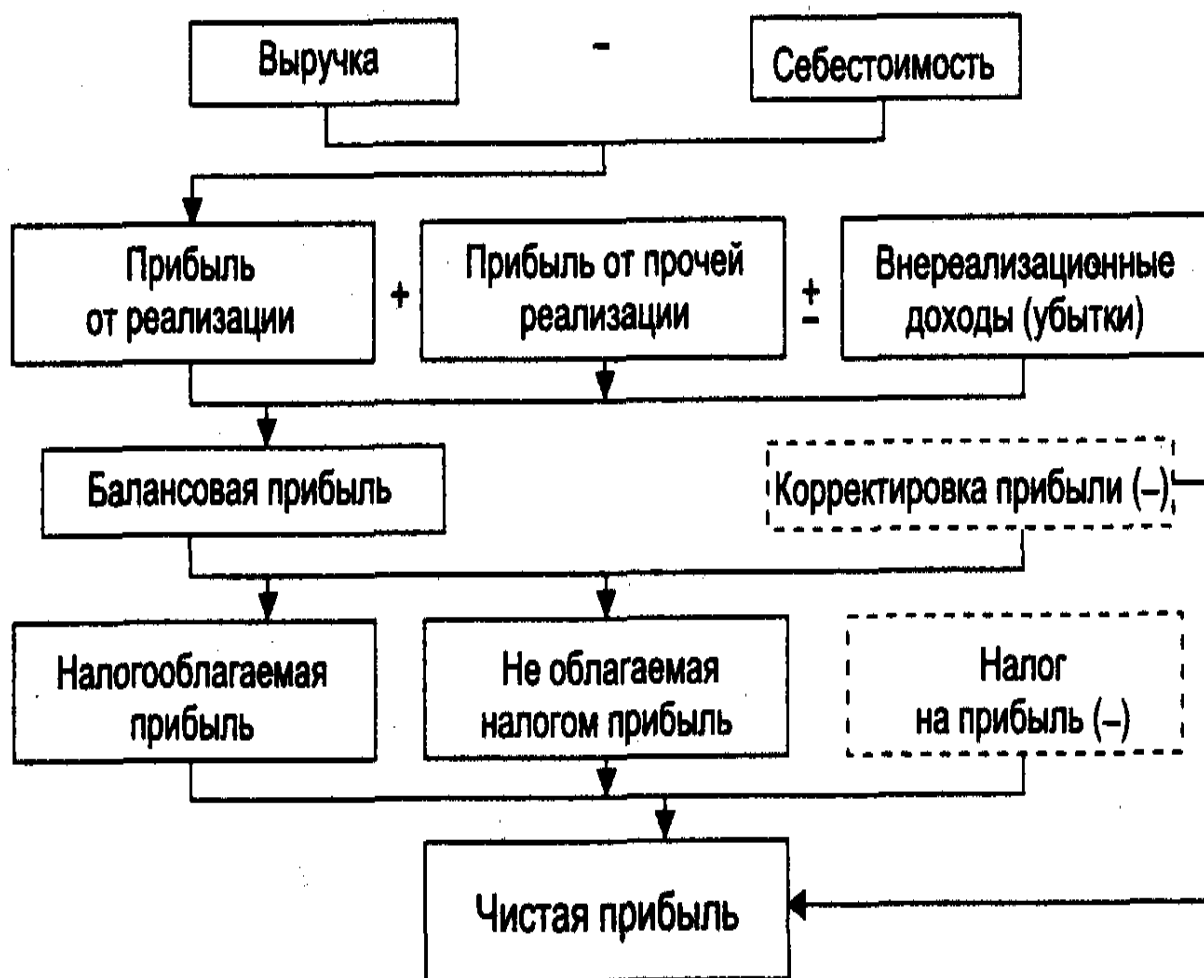 Выручка
-
Себестоимость
Прибыль
от реализации
+
Прибыль от прочей
реализации
±
Внереализационные
доходы (убытки)
Балансовая прибыль
Корректировка прибыли (–)
Налогооблагаемая
прибыль
Не облагаемая
налогом прибыль
Налог
на прибыль (–)
Чистая прибыль